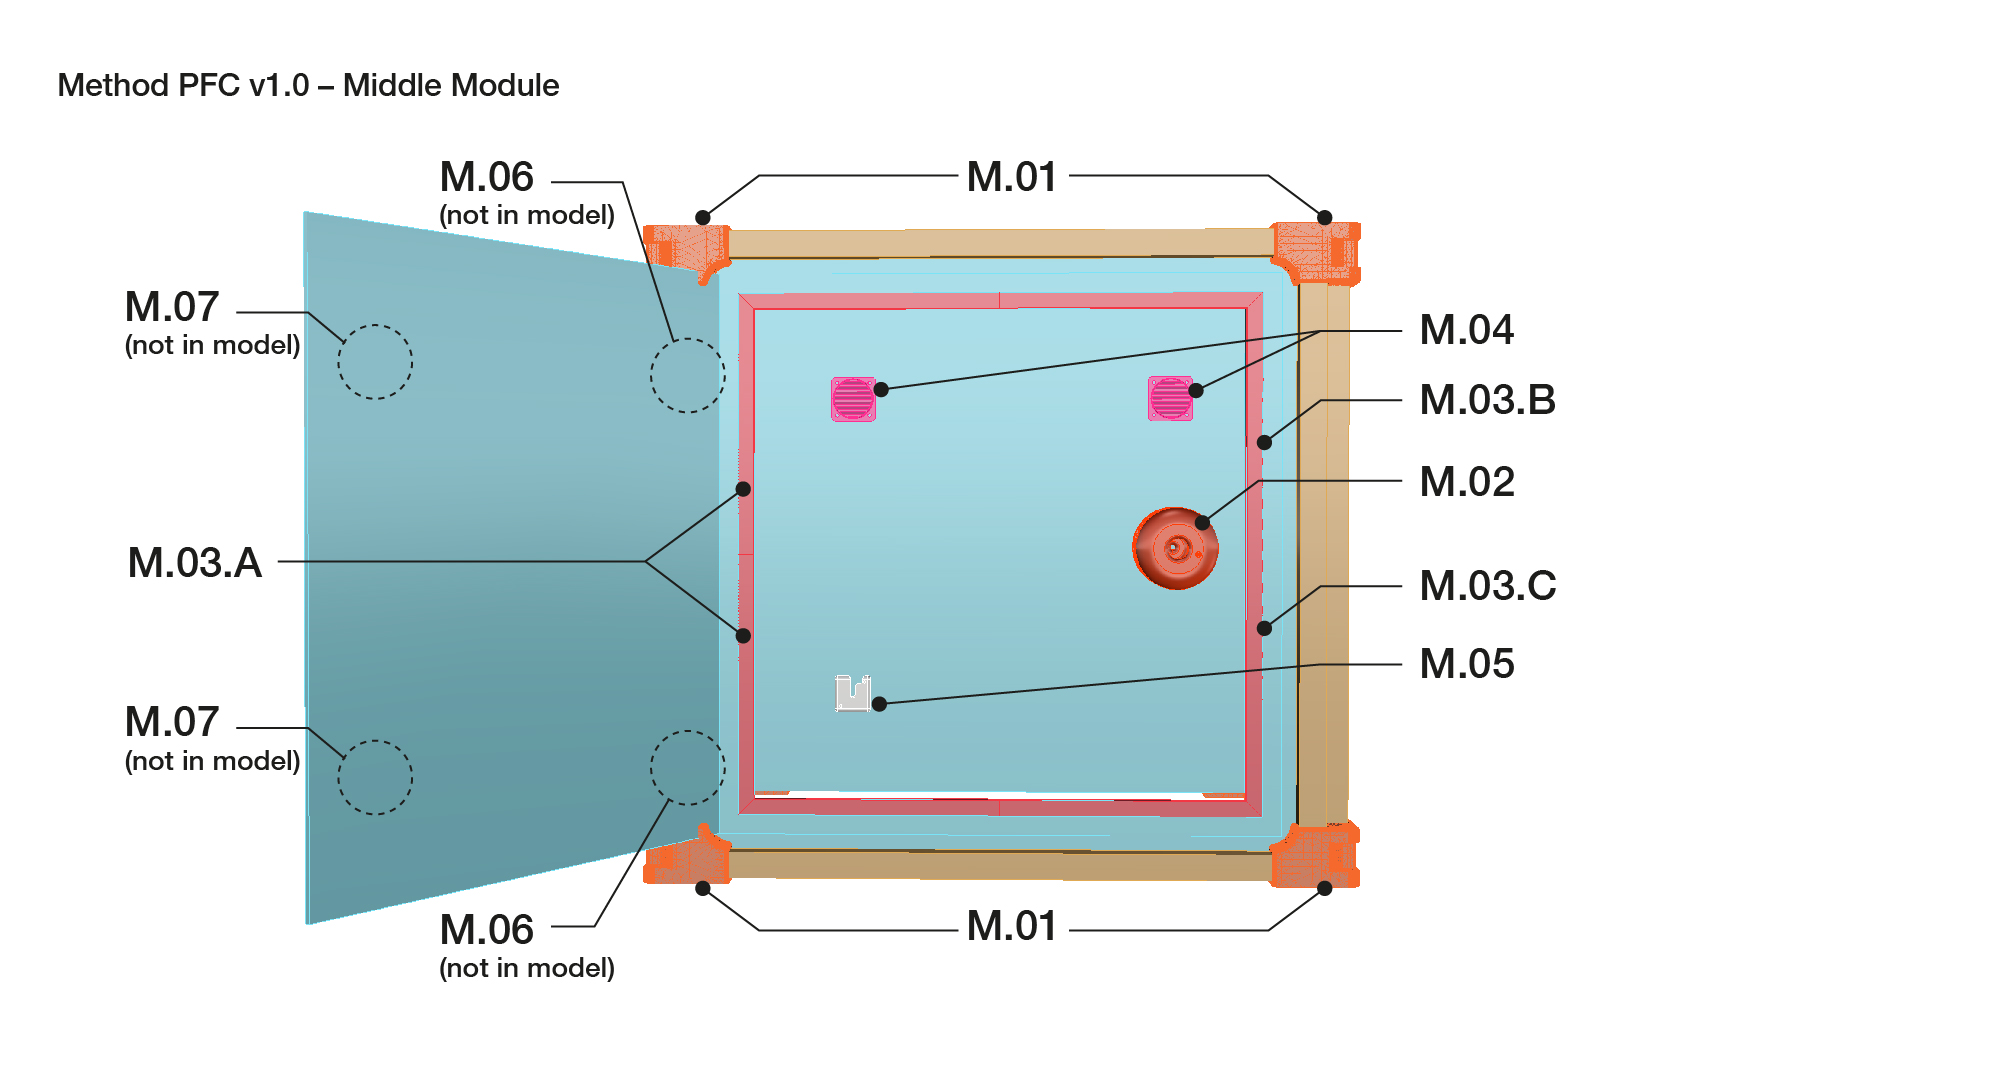 Method PFC v1.0 – Middle Module
M.06
(not in model)
M.01
M.07
(not in model)
M.04
M.03.B
M.02
M.03.A
M.03.C
M.05
M.07
(not in model)
M.06
(not in model)
M.01